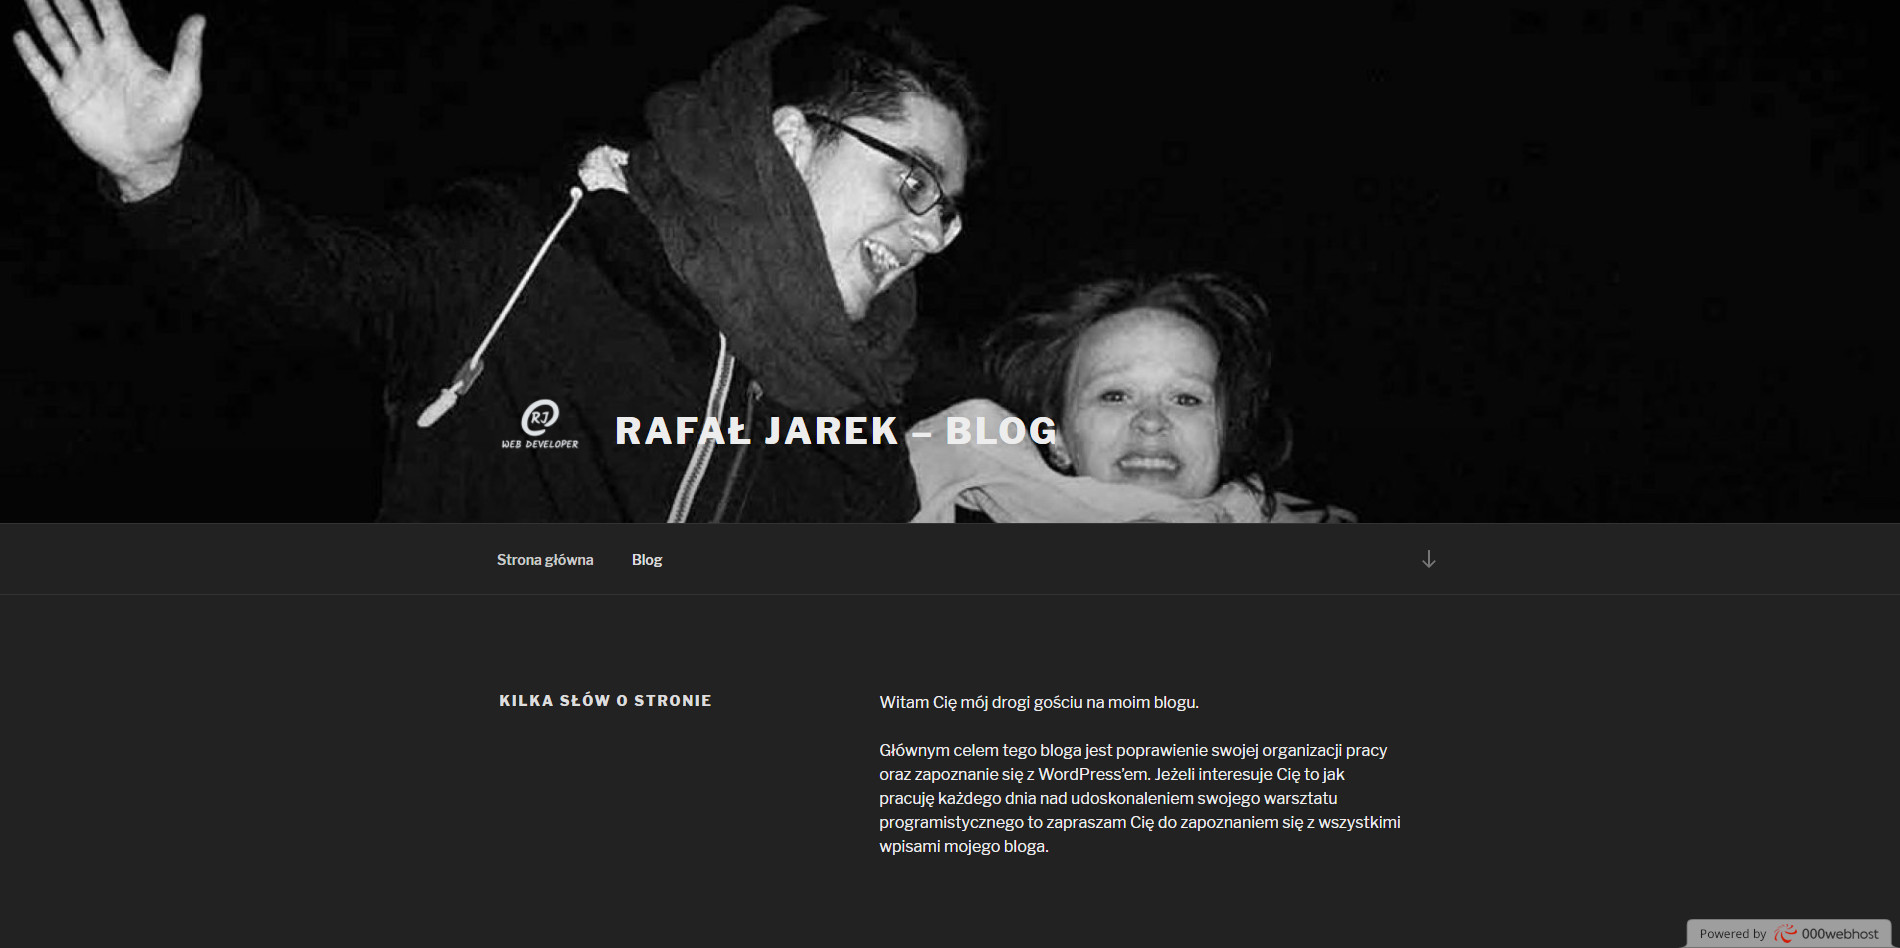 RJ
WEB DEVELOPER
RAFAŁ JAREK – BLOG
Strona główna
Blog
KILKA SŁÓW O STRONIE
Witam Cię mój drogi gościu na moim blogu.
Głównym celem tego bloga jest poprawienie swojej organizacji pracy
oraz zapoznanie się z WordPress'em. Jeżeli interesuje Cię to jak
pracuję każdego dnia nad udoskonaleniem swojego warsztatu
programistycznego to zapraszam Cię do zapoznaniem się z wszystkimi
wpisami mojego bloga.
Powered by 000webhost